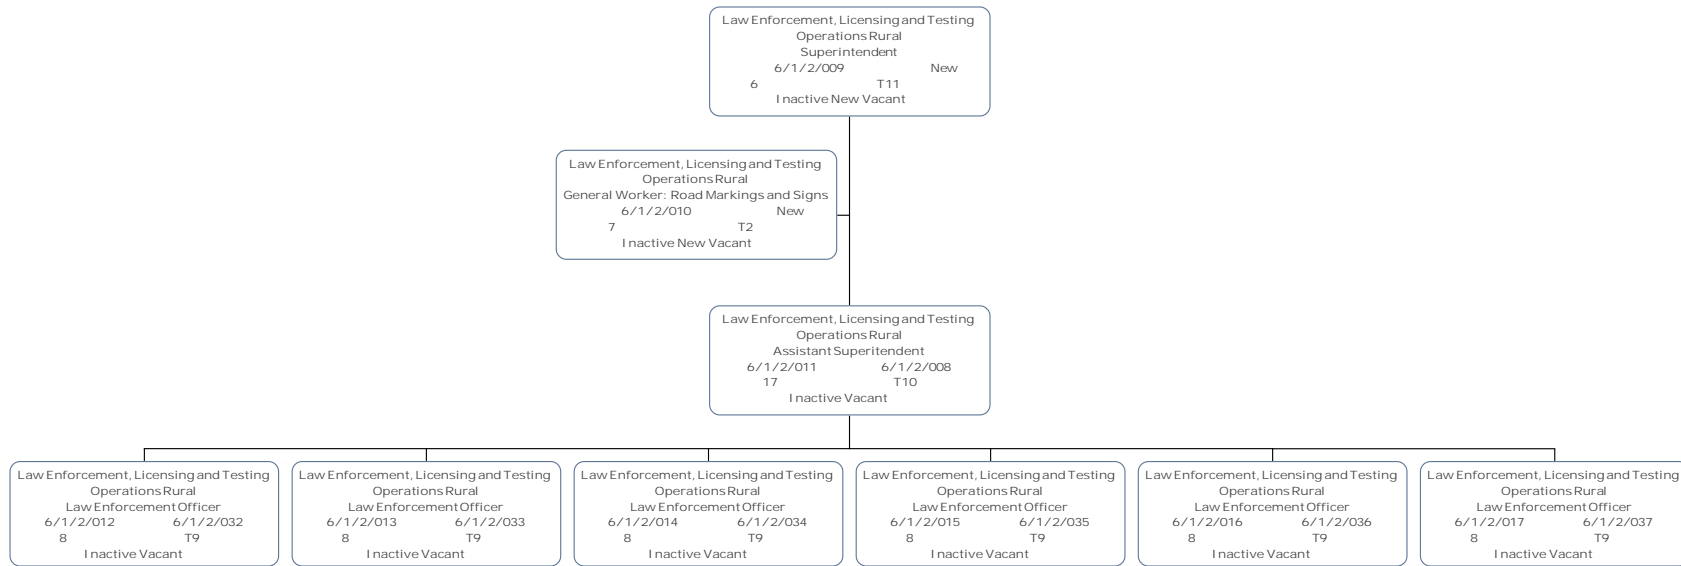 Law Enforcement, Licensing and Testing
Operations Rural
Superintendent
6/1/2/009 New
6 T11
Inactive New Vacant
Law Enforcement, Licensing and Testing
Operations Rural
General Worker: Road Markings and Signs
6/1/2/010 New
7 T2
Inactive New Vacant
Law Enforcement, Licensing and Testing
Operations Rural
Assistant Superitendent
6/1/2/011 6/1/2/008
17 T10
Inactive Vacant
Law Enforcement, Licensing and Testing
Operations Rural
Law Enforcement Officer
6/1/2/012 6/1/2/032
8 T9
Inactive Vacant
Law Enforcement, Licensing and Testing
Operations Rural
Law Enforcement Officer
6/1/2/013 6/1/2/033
8 T9
Inactive Vacant
Law Enforcement, Licensing and Testing
Operations Rural
Law Enforcement Officer
6/1/2/014 6/1/2/034
8 T9
Inactive Vacant
Law Enforcement, Licensing and Testing
Operations Rural
Law Enforcement Officer
6/1/2/015 6/1/2/035
8 T9
Inactive Vacant
Law Enforcement, Licensing and Testing
Operations Rural
Law Enforcement Officer
6/1/2/016 6/1/2/036
8 T9
Inactive Vacant
Law Enforcement, Licensing and Testing
Operations Rural
Law Enforcement Officer
6/1/2/017 6/1/2/037
8 T9
Inactive Vacant